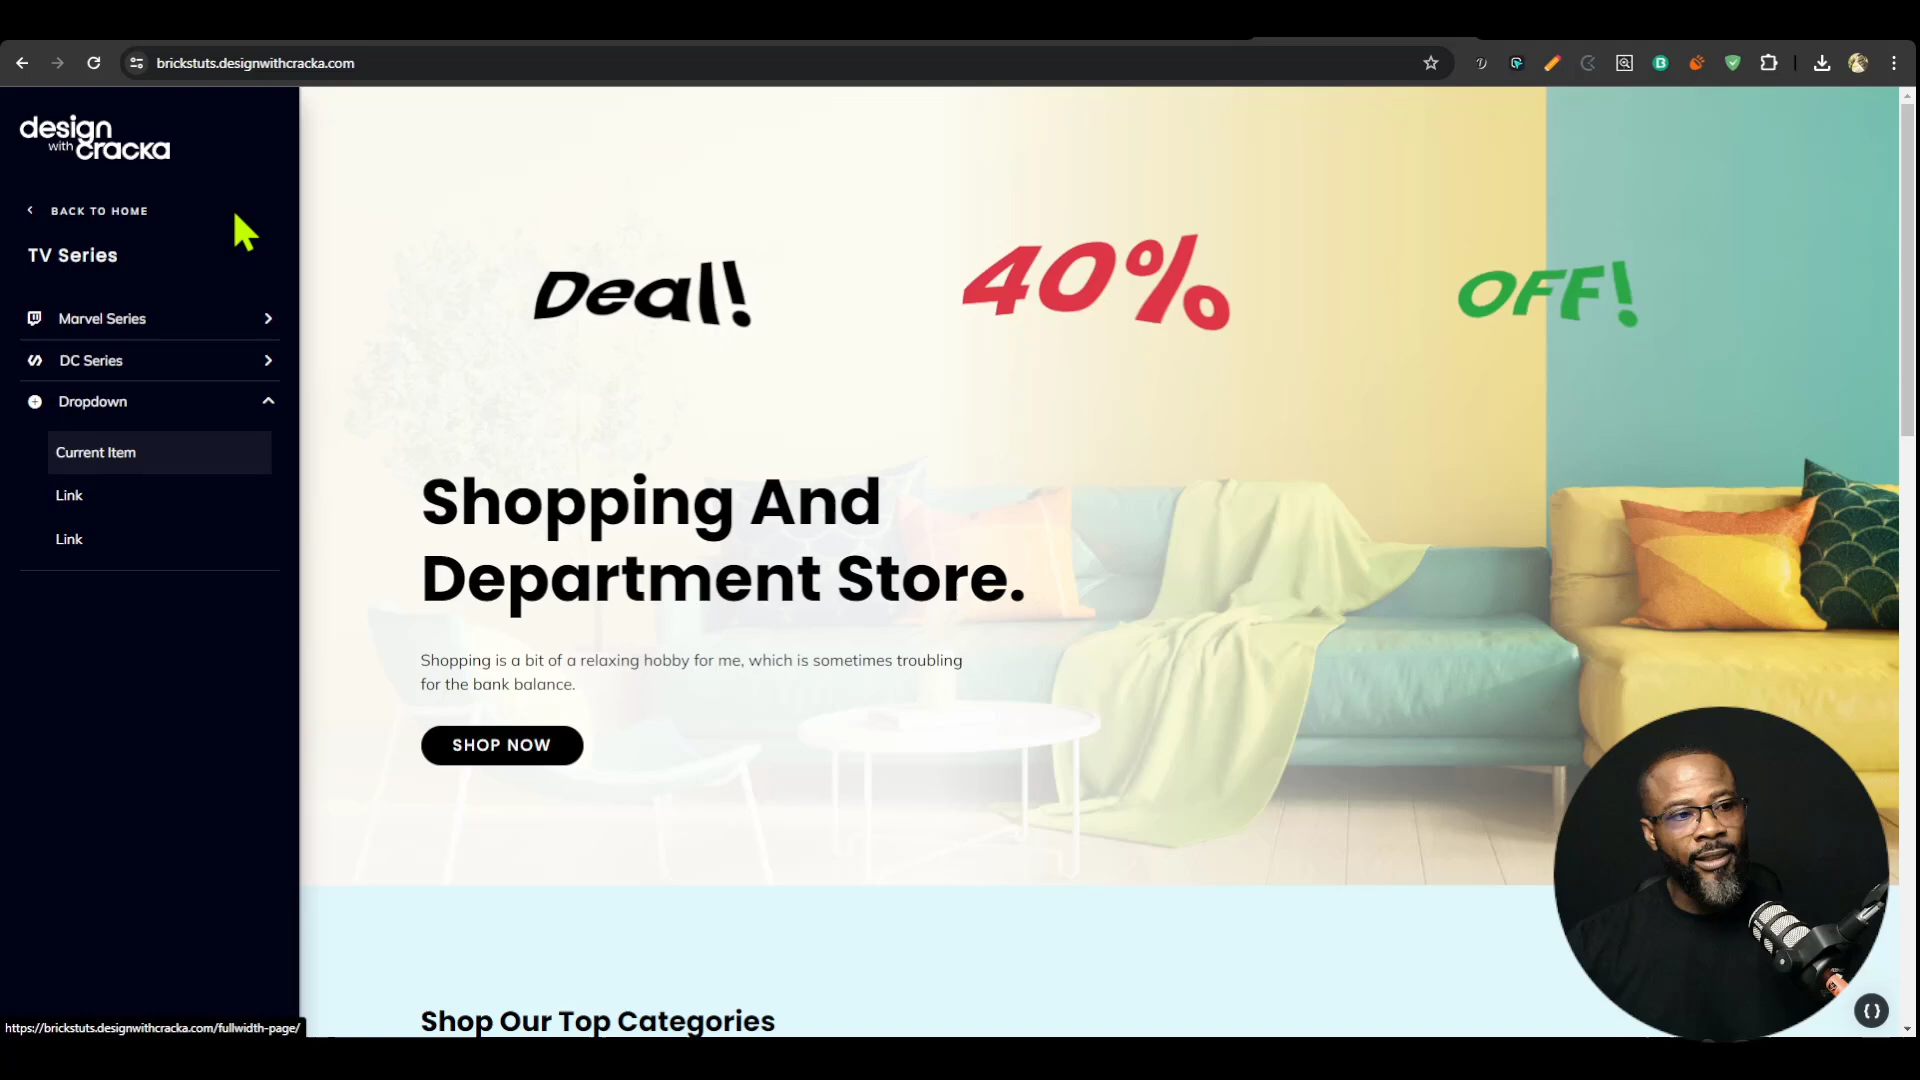 brickstuts.designwithcracka.com
design
with cracka
BACK TO HOME
TV Series
Marvel Series
DC Series
Dropdown
Current Item
Link
Link
Deal!
40%
OFF!
Shopping And
Department Store.
Shopping is a bit of a relaxing hobby for me, which is sometimes troubling
for the bank balance.
SHOP NOW
Shop Our Top Categories
https://brickstuts.designwithcracka.com/fullwidth-page/